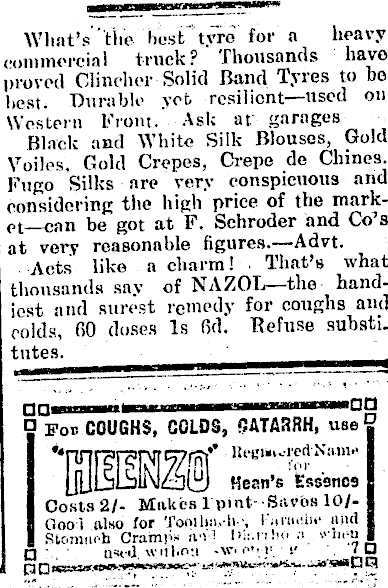 What's the best tyre for a heavy
commercial truck? Thousands have
proved Clincher Solid Band Tyres to be
best. Durable yet resilient—used on
Western Front. Ask at garages
Black and White Silk Blouses, Gold
Voiles, Gold Crepes, Crepe de Chines.
Fugo Silks are very conspicuous and
considering the high price of the mark-
et—can be got at F. Schroder and Co's
at very reasonable figures.—Advt.
Acts like a charm! That's what
thousands say of NAZOL—the hand-
iest and surest remedy for coughs and
colds, 60 doses 1s 6d. Refuse substi-
tutes.
For COUGHS, COLDS, CATARRH, use
"HEENZO" Registered Name
for
Hean's Essence
Costs 2/- Makes 1 pint—Saves 10/-
Good also for Toothache, Earache and
Stomach Cramps and Diarrhoea when
used without sweetening 7